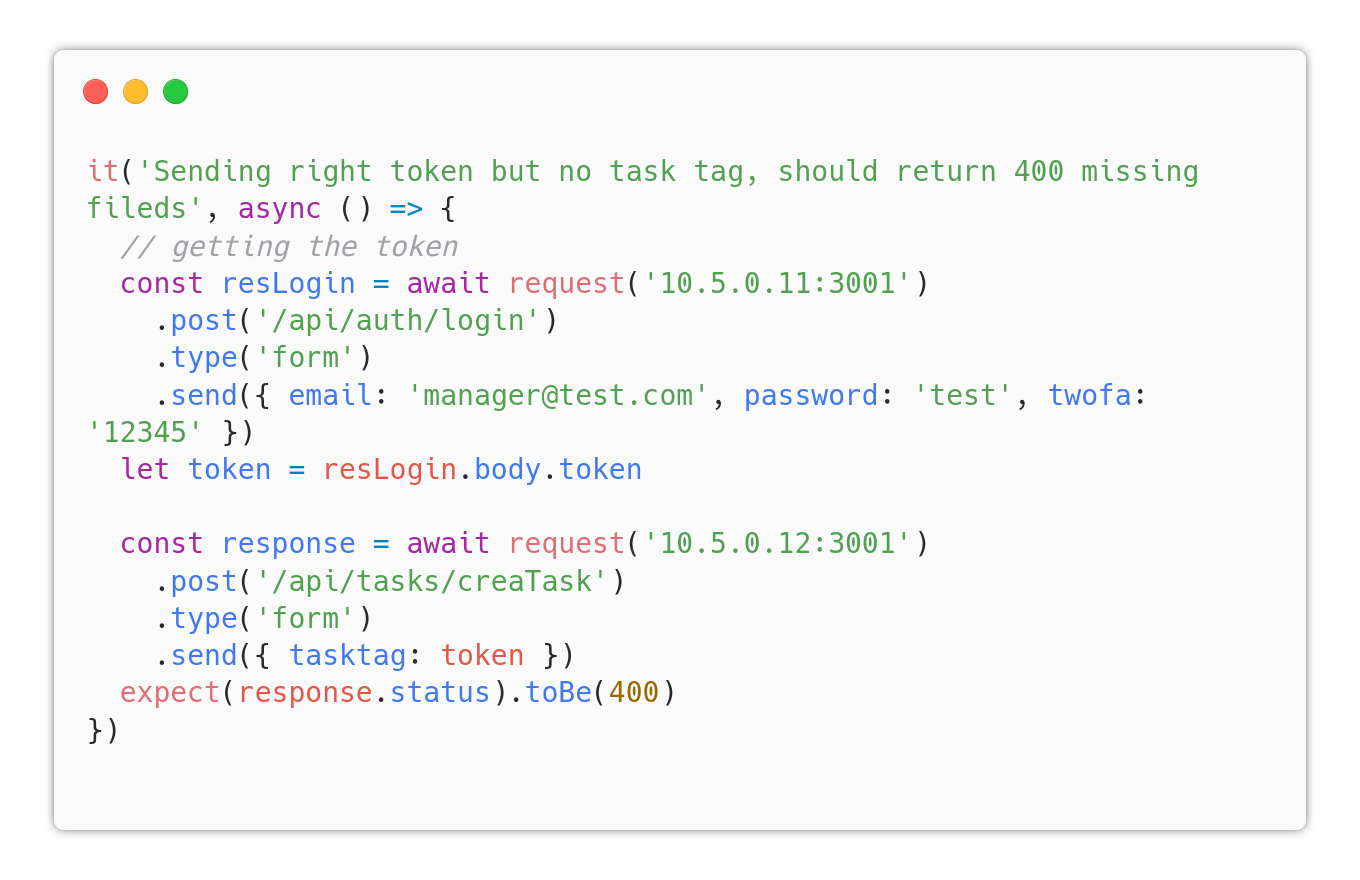 it('Sending right token but no task tag, should return 400 missing
fileds', async () => {
  // getting the token
  const resLogin = await request('10.5.0.11:3001')
    .post('/api/auth/login')
    .type('form')
    .send({ email: 'manager@test.com', password: 'test', twofa:
'12345' })
  let token = resLogin.body.token

  const response = await request('10.5.0.12:3001')
    .post('/api/tasks/creaTask')
    .type('form')
    .send({ tasktag: token })
  expect(response.status).toBe(400)
})